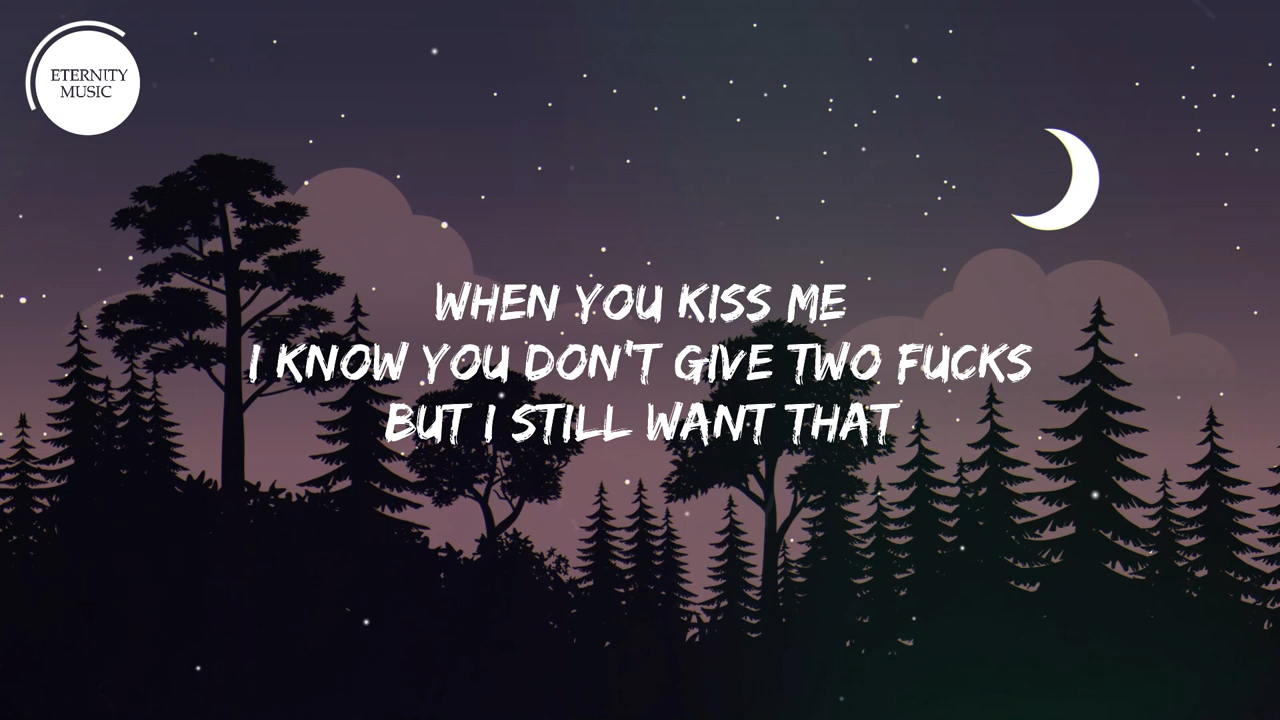 ETERNITY
MUSIC
WHEN YOU KISS ME
I KNOW YOU DON'T GIVE TWO FUCKS
BUT I STILL WANT THAT